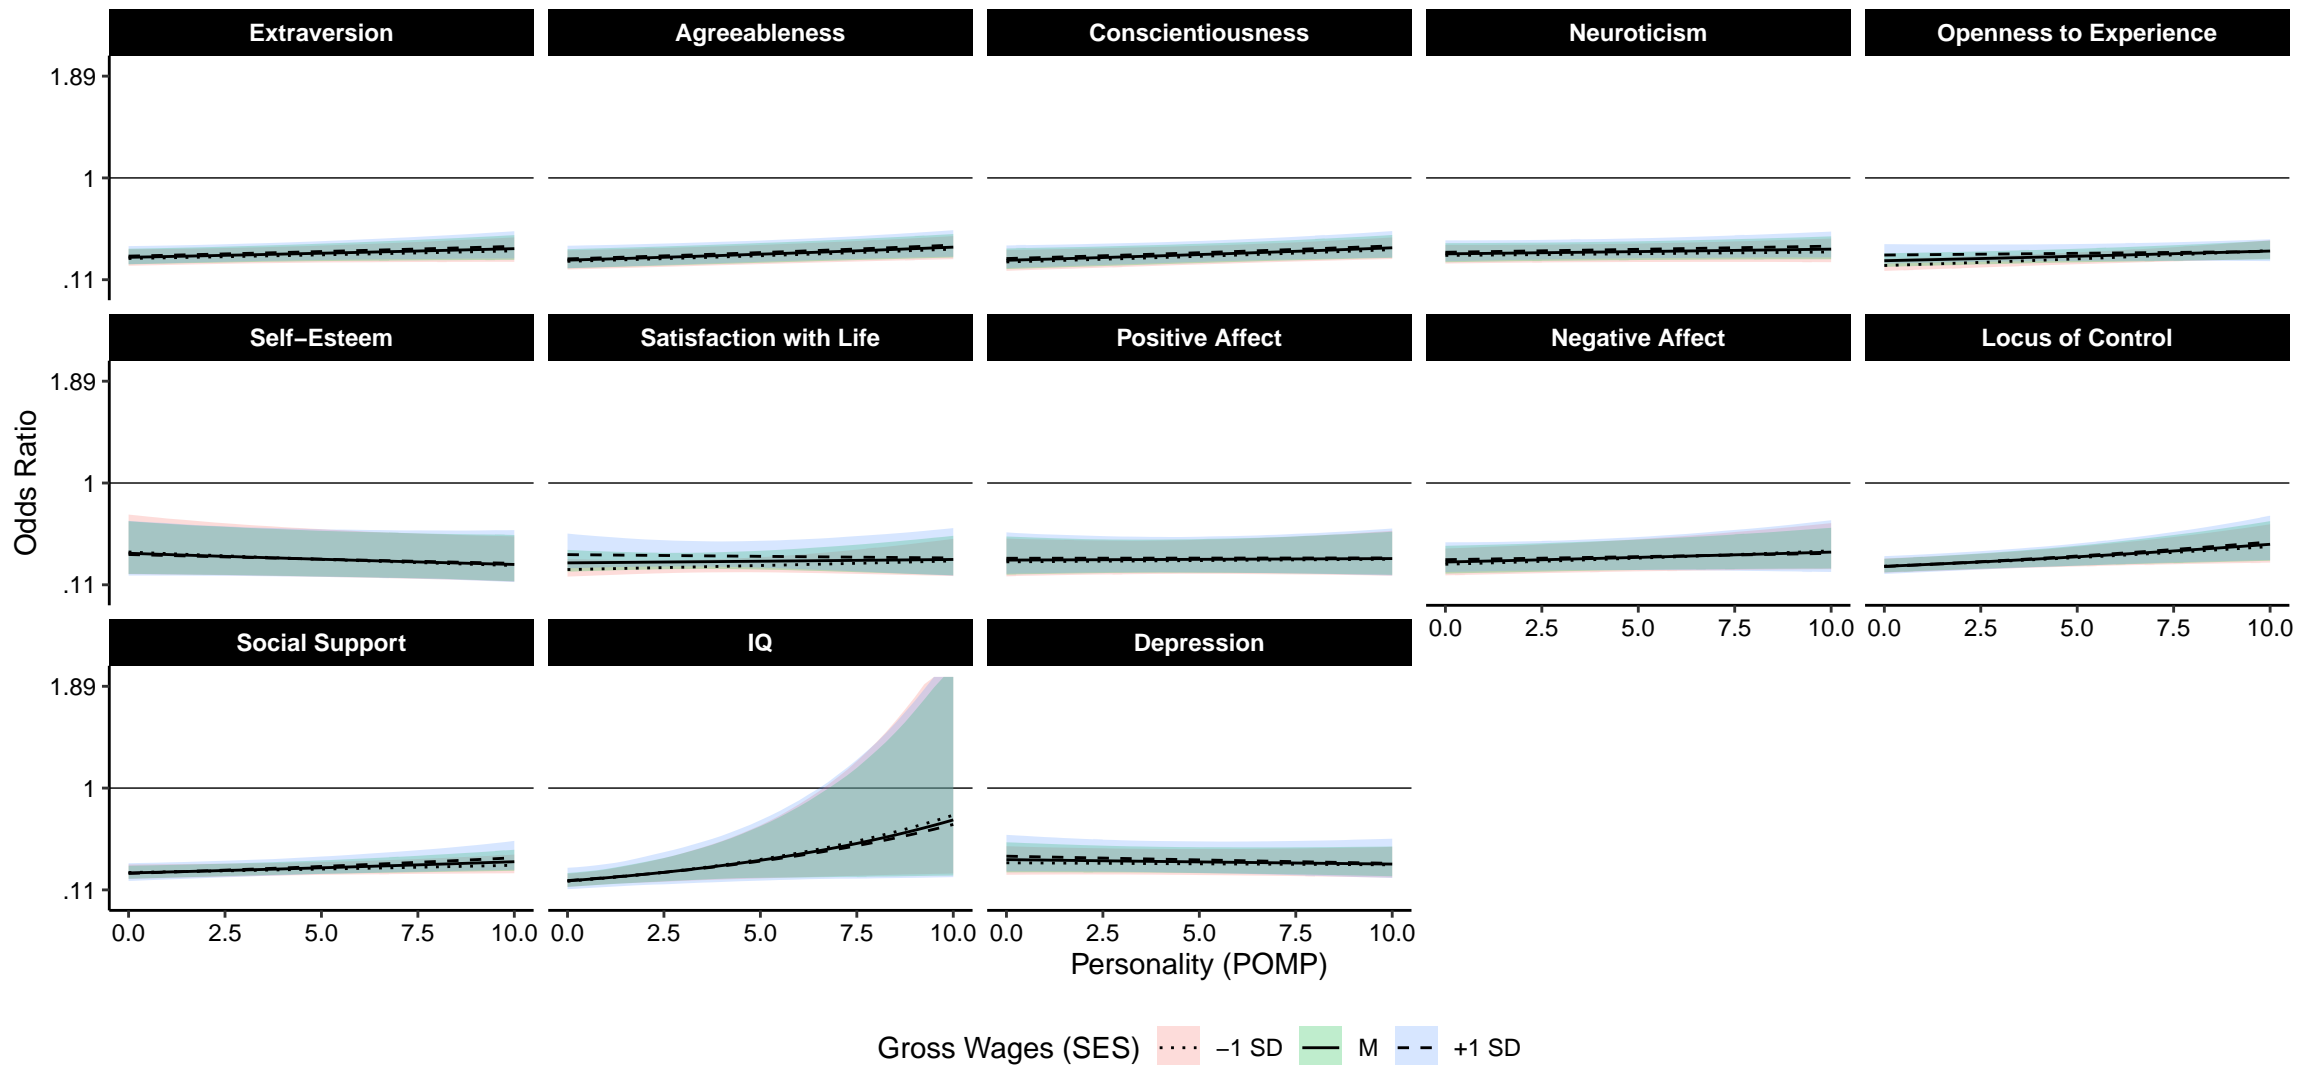 Extraversion
Agreeableness
Conscientiousness
Neuroticism
Openness to Experience
1.89
1
.11
Self−Esteem
Satisfaction with Life
Positive Affect
Negative Affect
Locus of Control
1.89
1
.11
Odds Ratio
0.0 2.5 5.0 7.5 10.0
0.0 2.5 5.0 7.5 10.0
Social Support
IQ
Depression
1.89
1
.11
0.0 2.5 5.0 7.5 10.0
0.0 2.5 5.0 7.5 10.0
0.0 2.5 5.0 7.5 10.0
Personality (POMP)
Gross Wages (SES) −1 SD M +1 SD